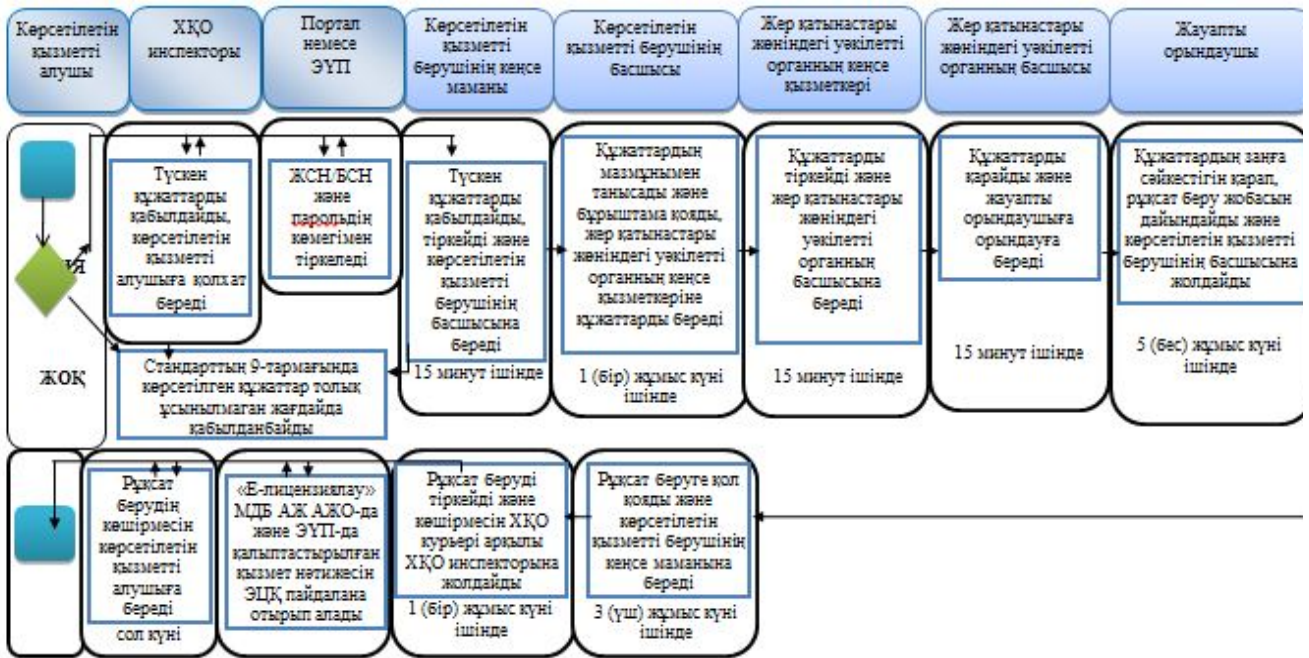 Көрсетілетін
қызметті
алушы
ХҚО
инспекторы
Портал
немесе
ЭҮП
Көрсетілетін
қызметті
берушінің кеңсе
маманы
Көрсетілетін
қызметті берушінің
басшысы
Жер қатынастары
жөніндегі уәкілетті
органның кеңсе
қызметкері
Жер қатынастары
жөніндегі уәкілетті
органның басшысы
Жауапты
орындаушы
ия
жоқ
Түскен
құжаттарды
қабылдайды,
көрсетілетін
қызметті
алушыға қолхат
береді
ЖСН/БСН
және
парольдің
көмегімен
тіркеледі
Түскен
құжаттарды
қабылдайды,
тіркейді және
көрсетілетін
қызметті
берушінің
басшысына
береді
15 минут ішінде
Құжаттардың
мазмұнымен
танысады және
бұрыштама қояды,
жер қатынастары
жөніндегі уәкілетті
органның кеңсе
қызметкеріне
құжаттарды береді
1 (бір) жұмыс күні
ішінде
Құжаттарды
тіркейді және
жер қатынастары
жөніндегі
уәкілетті
органның
басшысына
береді
15 минут ішінде
Құжаттарды
қарайды және
жауапты
орындаушыға
орындауға
береді
15 минут ішінде
Құжаттардың заңға
сәйкестігін қарап,
рұқсат беру жобасын
дайындайды және
көрсетілетін қызметті
берушінің басшысына
жолдайды
5 (бес) жұмыс күні
ішінде
Стандарттың 9-тармағында
көрсетілген құжаттар толық
ұсынылмаған жағдайда
қабылданбайды
Рұқсат
берудің
көшірмесін
көрсетілетін
қызметті
алушыға
береді
сол күні
«Е-лицензиялау»
МДБ АЖ АЖО-да
және ЭҮП-да
қалыптастырылған
қызмет нәтижесін
ЭЦҚ пайдалана
отырып алады
Рұқсат беруді
тіркейді және
көшірмесін ХҚО
курьері арқылы
ХҚО инспекторына
жолдайды
1 (бір) жұмыс күні
ішінде
Рұқсат беруге қол
қояды және
көрсетілетін
қызметті берушінің
кеңсе маманына
береді
3 (үш) жұмыс күні
ішінде